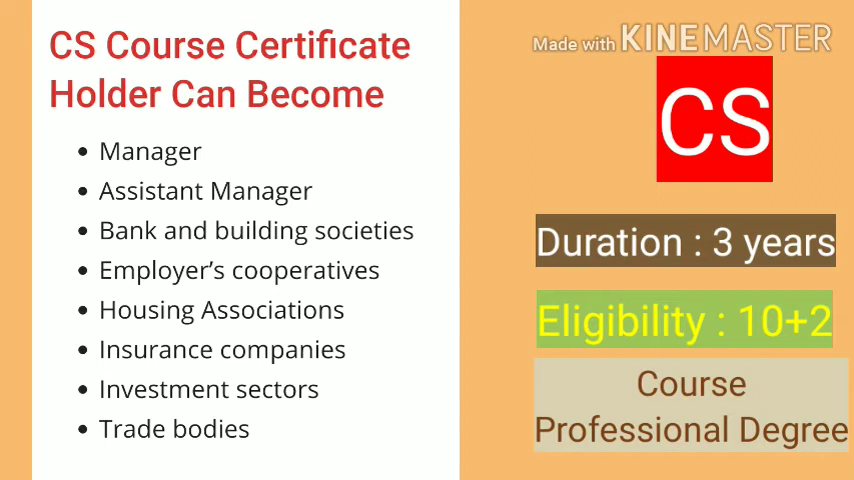 CS Course Certificate
Holder Can Become
• Manager
• Assistant Manager
• Bank and building societies
• Employer’s cooperatives
• Housing Associations
• Insurance companies
• Investment sectors
• Trade bodies
Made with KINEMASTER
CS
Duration : 3 years
Eligibility : 10+2
Course
Professional Degree